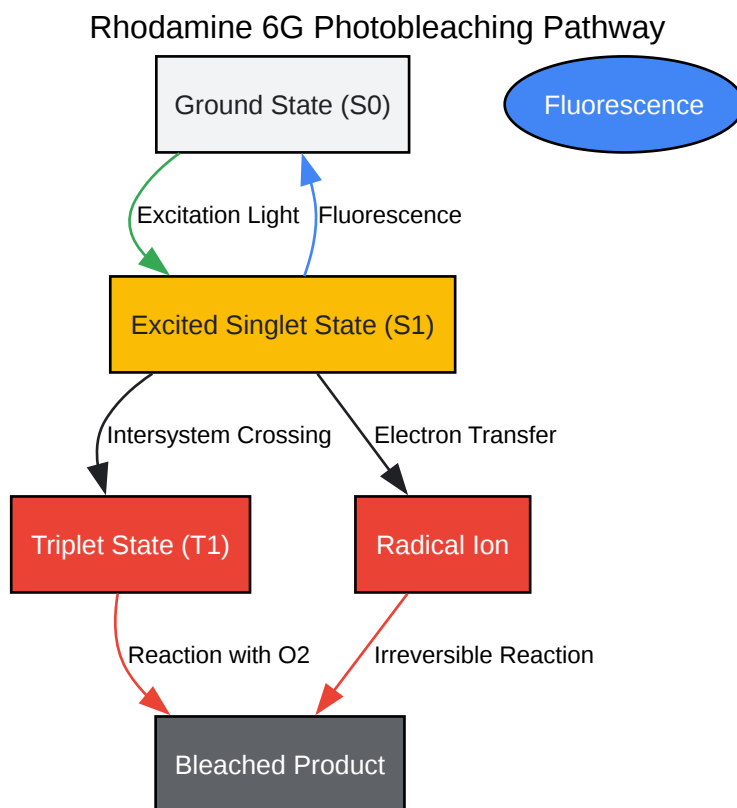 Rhodamine 6G Photobleaching Pathway
Ground State (S0)
Fluorescence
Excitation Light
Fluorescence
Excited Singlet State (S1)
Intersystem Crossing
Electron Transfer
Triplet State (T1)
Radical Ion
Reaction with O2
Irreversible Reaction
Bleached Product